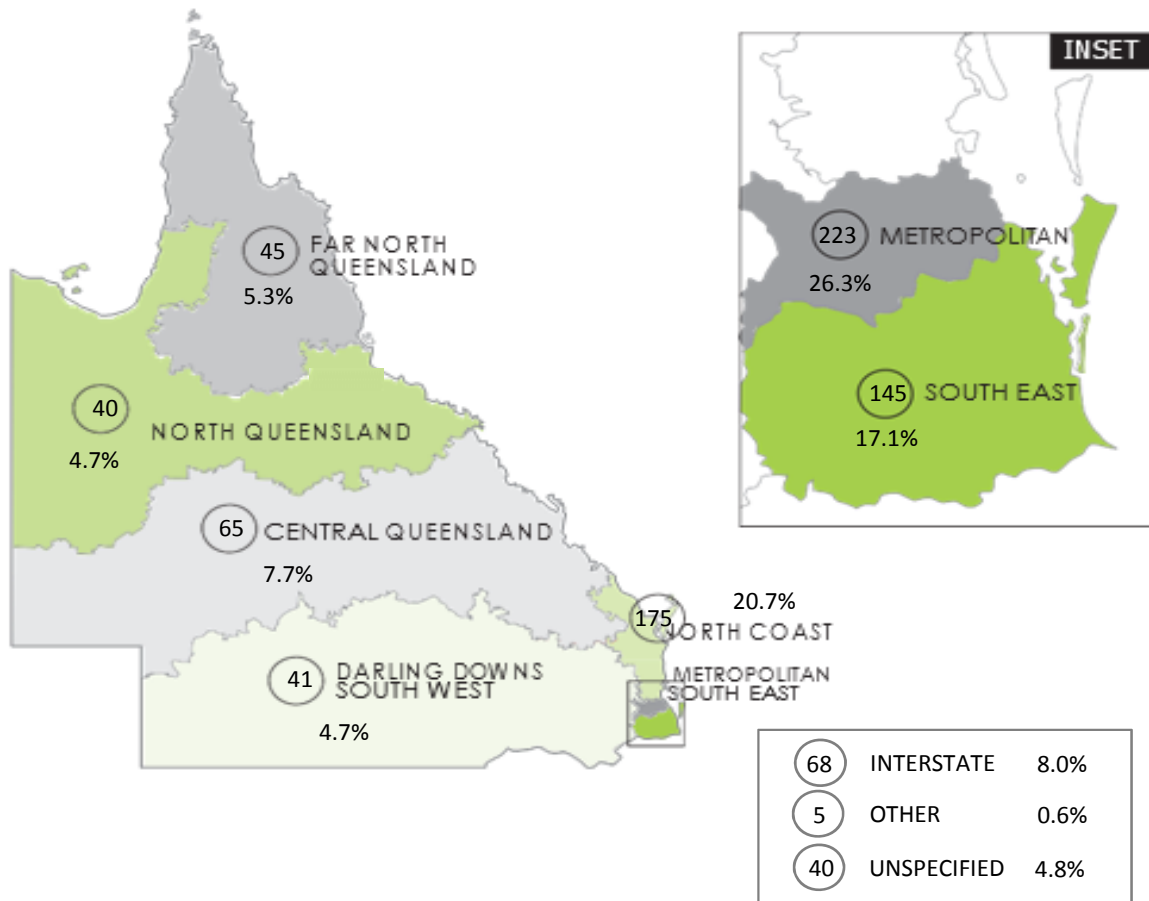 INSET
45
FAR NORTH
QUEENSLAND
5.3%
223 METROPOLITAN
26.3%
40
NORTH QUEENSLAND
4.7%
145 SOUTH EAST
17.1%
65 CENTRAL QUEENSLAND
7.7%
20.7%
175
NORTH COAST
41
DARLING DOWNS
SOUTH WEST
4.7%
METROPOLITAN
SOUTH EAST
68 INTERSTATE 8.0%
5 OTHER 0.6%
40 UNSPECIFIED 4.8%